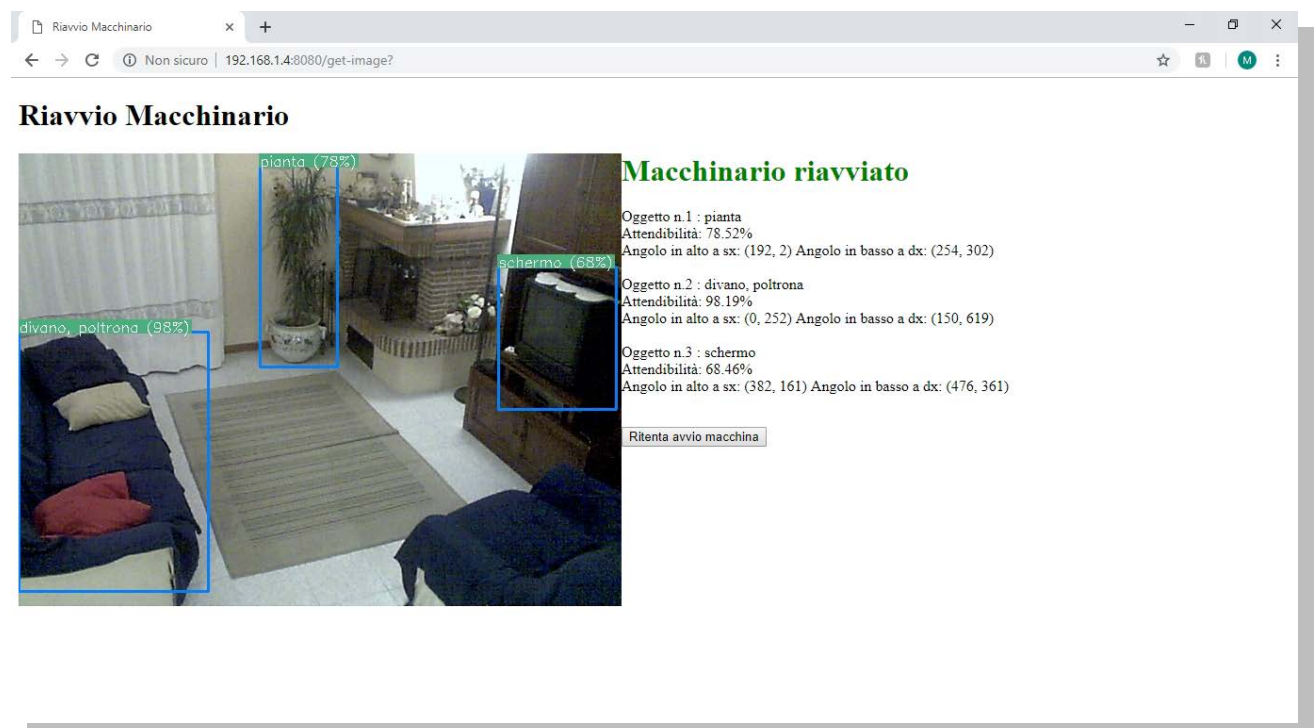 Riavvio Macchinario
Non sicuro
192.168.1.4:8080/get-image?
M
Riavvio Macchinario
pianta (78%)
schermo (68%)
divano, poltrona (98%)
Macchinario riavviato
Oggetto n.1 : pianta
Attendibilità: 78.52%
Angolo in alto a sx: (192, 2) Angolo in basso a dx: (254, 302)
Oggetto n.2 : divano, poltrona
Attendibilità: 98.19%
Angolo in alto a sx: (0, 252) Angolo in basso a dx: (150, 619)
Oggetto n.3 : schermo
Attendibilità: 68.46%
Angolo in alto a sx: (382, 161) Angolo in basso a dx: (476, 361)
Ritenta avvio macchina